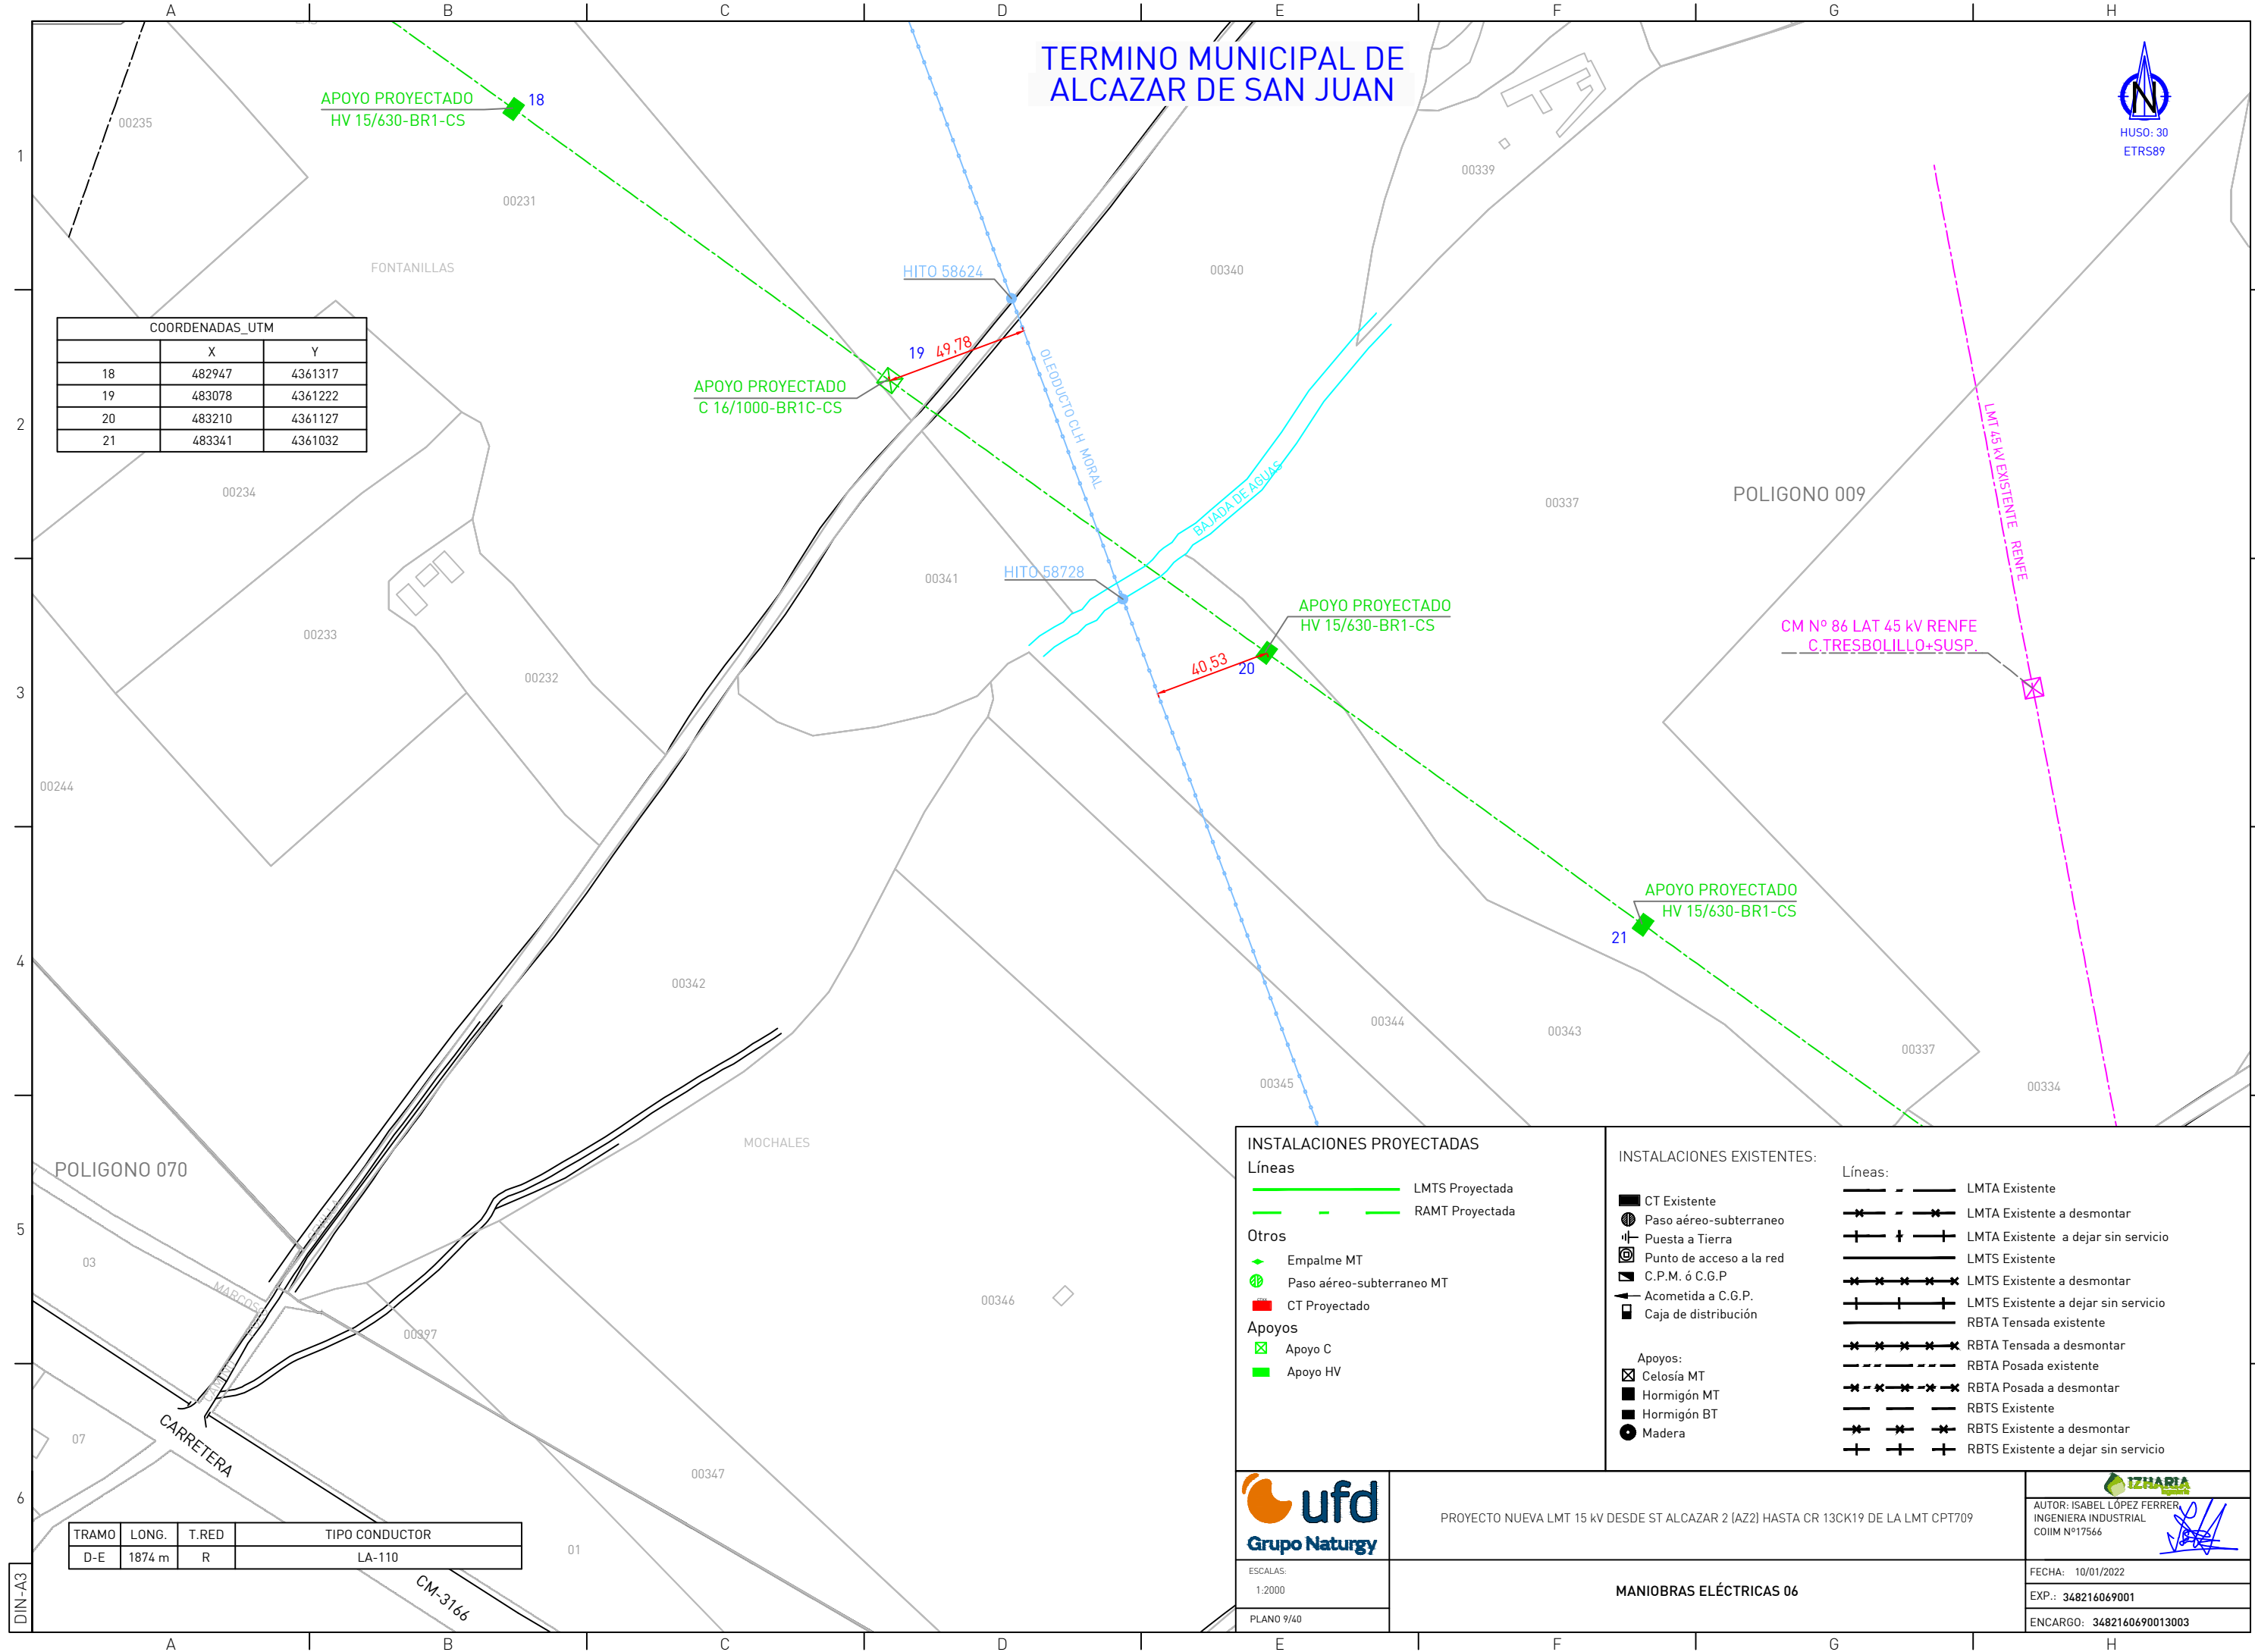 A B C D E F G H
TERMINO MUNICIPAL DE
ALCAZAR DE SAN JUAN
N
HUSO: 30
ETRS89
1
2
3
4
5
6
DIN-A3
APOYO PROYECTADO
HV 15/630-BR1-CS
18
00235
00231
FONTANILLAS
00339
00340
HITO 58624
19
49,78
OLEODUCTO CLH MORAL
APOYO PROYECTADO
C 16/1000-BR1C-CS
COORDENADAS_UTM
X Y
18 482947 4361317
19 483078 4361222
20 483210 4361127
21 483341 4361032
00234
00233
00232
00341
HITO 58728
BAJADA DE AGUAS
00337
POLIGONO 009
LMT 45 kV EXISTENTE RENFE
APOYO PROYECTADO
HV 15/630-BR1-CS
40,53
20
CM Nº 86 LAT 45 kV RENFE
C.TRESBOLILLO+SUSP.
00244
APOYO PROYECTADO
HV 15/630-BR1-CS
21
00342
00344
00343
00337
00345
00334
MOCHALES
POLIGONO 070
03
MARCOS
00397
00346
07
CARRETERA
00347
01
CM-3166
TRAMO LONG. T.RED TIPO CONDUCTOR
D-E 1874 m R LA-110
INSTALACIONES PROYECTADAS
Líneas
LMTS Proyectada
RAMT Proyectada
Otros
Empalme MT
Paso aéreo-subterraneo MT
CT Proyectado
Apoyos
Apoyo C
Apoyo HV
INSTALACIONES EXISTENTES:
CT Existente
Paso aéreo-subterraneo
Puesta a Tierra
Punto de acceso a la red
C.P.M. ó C.G.P
Acometida a C.G.P.
Caja de distribución
Apoyos:
Celosía MT
Hormigón MT
Hormigón BT
Madera
Líneas:
LMTA Existente
LMTA Existente a desmontar
LMTA Existente a dejar sin servicio
LMTS Existente
LMTS Existente a desmontar
LMTS Existente a dejar sin servicio
RBTA Tensada existente
RBTA Tensada a desmontar
RBTA Posada existente
RBTA Posada a desmontar
RBTS Existente
RBTS Existente a desmontar
RBTS Existente a dejar sin servicio
ufd
Grupo Naturgy
PROYECTO NUEVA LMT 15 kV DESDE ST ALCAZAR 2 (AZ2) HASTA CR 13CK19 DE LA LMT CPT709
IZHARIA
AUTOR: ISABEL LÓPEZ FERRER
INGENIERA INDUSTRIAL
COIIM Nº17566
ESCALAS:
1:2000
PLANO 9/40
MANIOBRAS ELÉCTRICAS 06
FECHA: 10/01/2022
EXP.: 348216069001
ENCARGO: 3482160690013003
A B C D E F G H